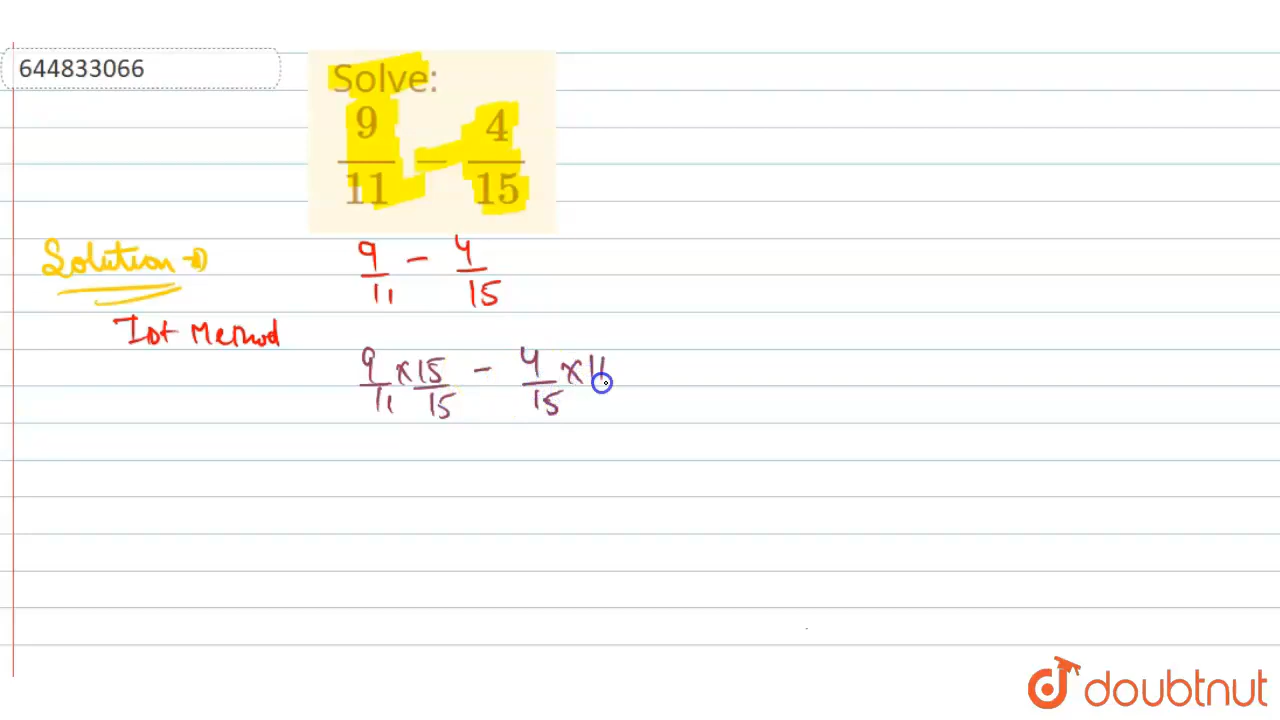 644833066
Solve:
9/11 - 4/15
Solution →
9/11 - 4/15
Ist Method
9/11 × 15/15 - 4/15 × 11
doubtnut